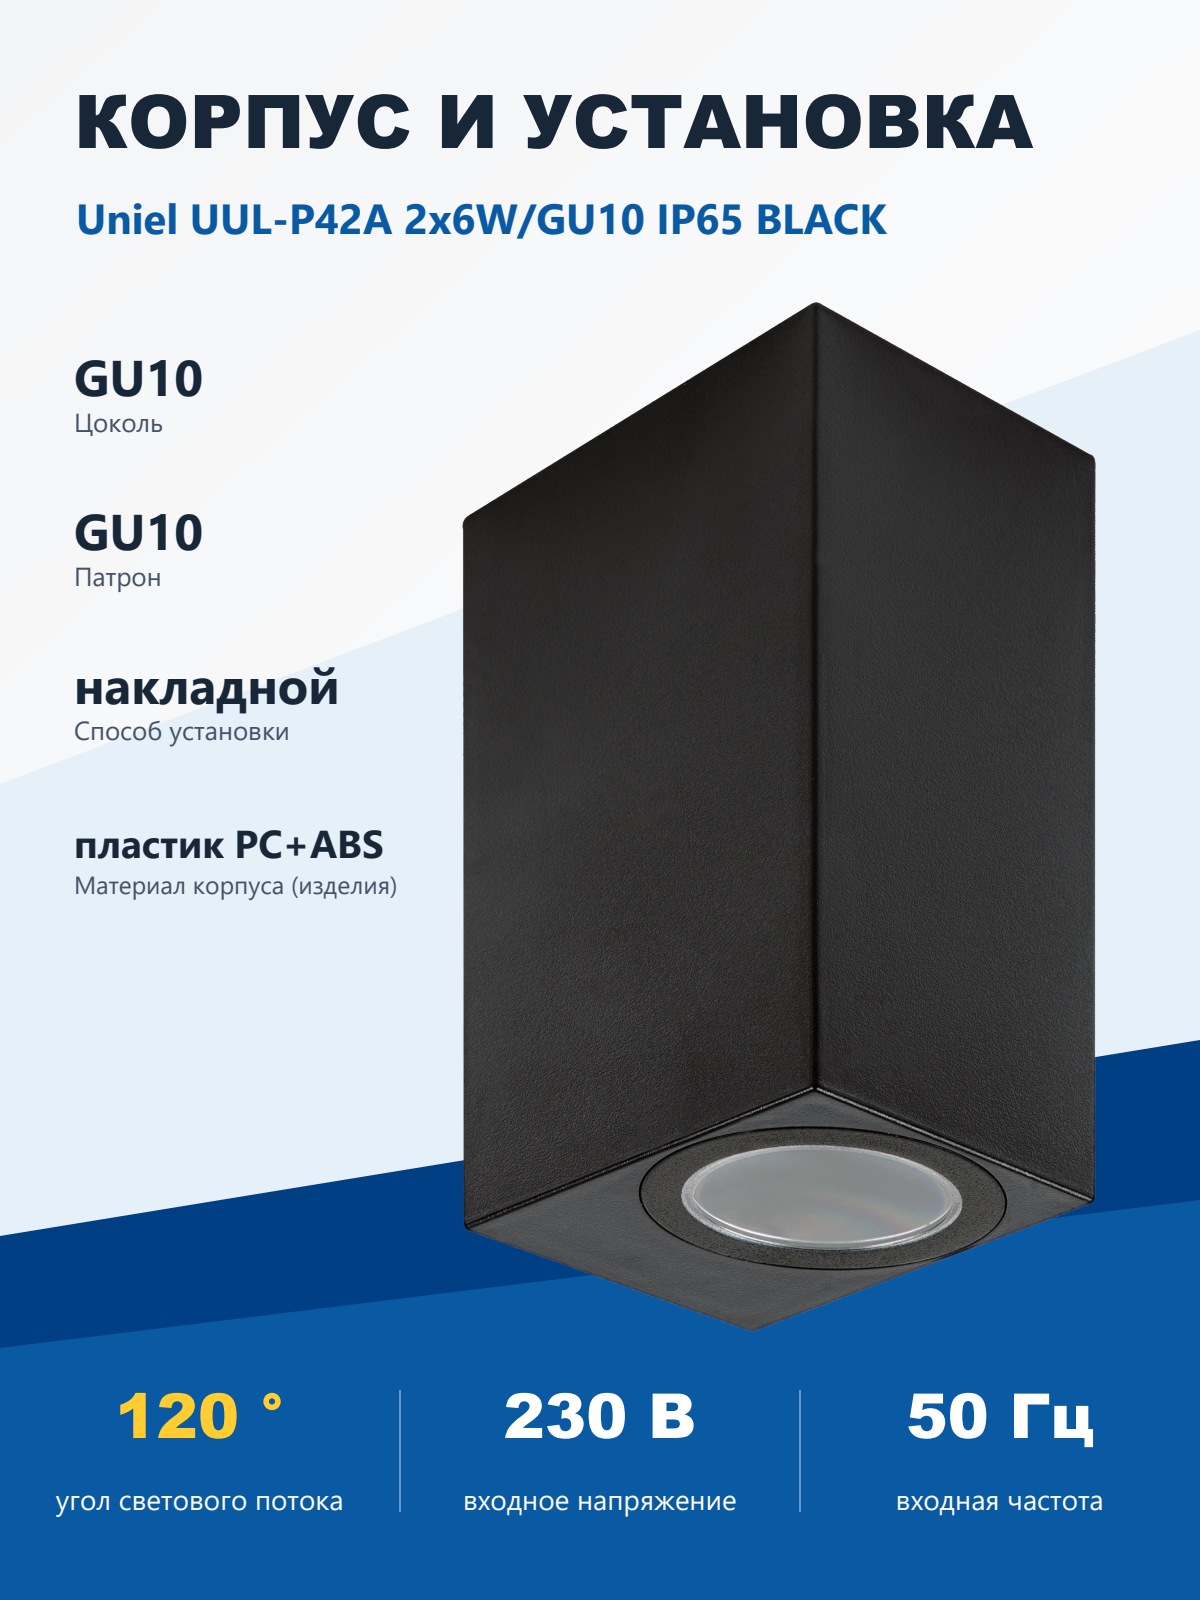 КОРПУС И УСТАНОВКА
Uniel UUL-P42A 2x6W/GU10 IP65 BLACK
GU10
Цоколь
GU10
Патрон
накладной
Способ установки
пластик PC+ABS
Материал корпуса (изделия)
120 °
угол светового потока
230 В
входное напряжение
50 Гц
входная частота